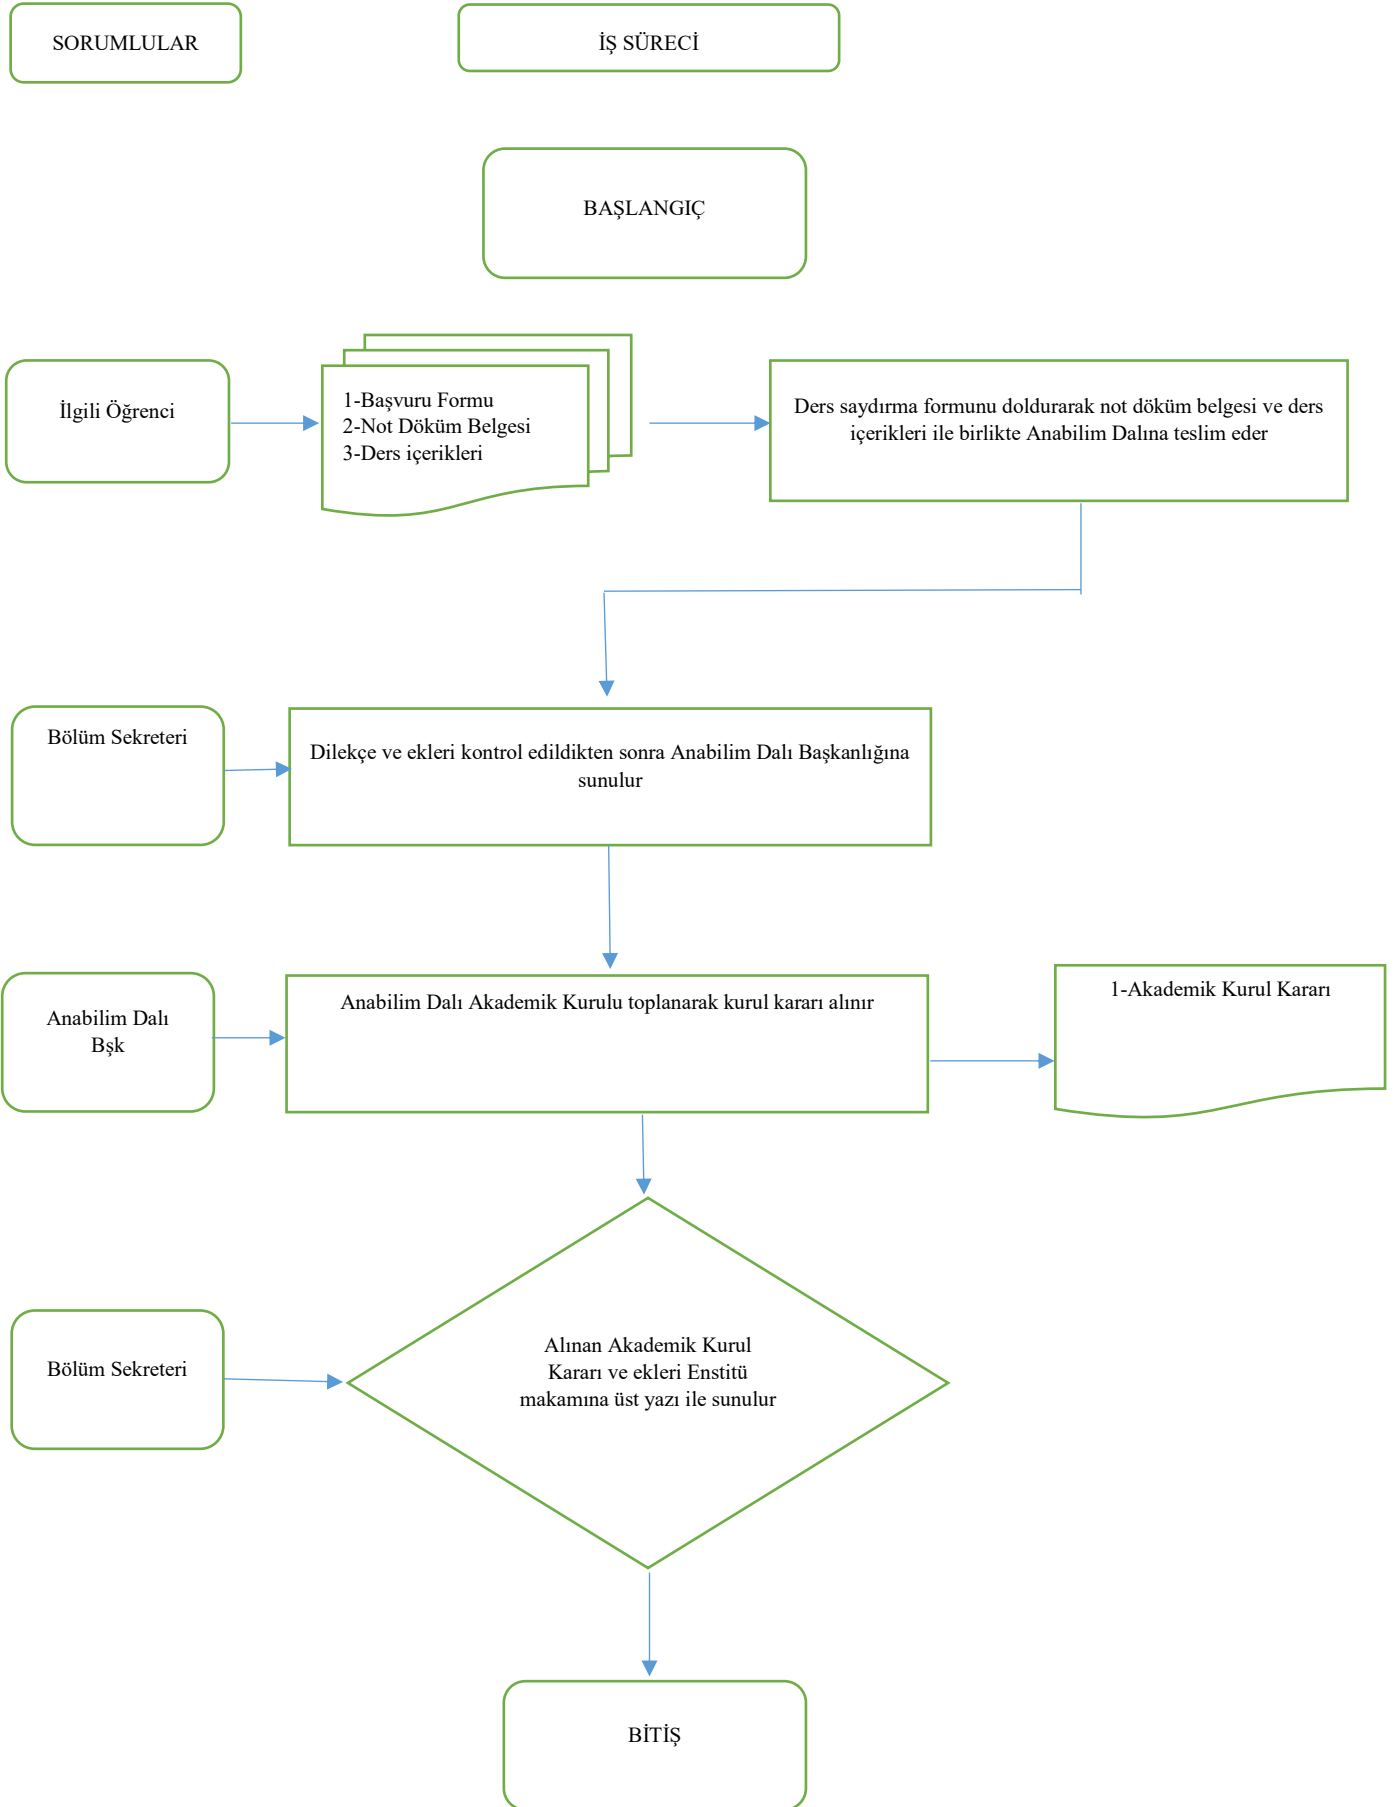 SORUMLULAR
İŞ SÜRECİ
BAŞLANGIÇ
İlgili Öğrenci
1-Başvuru Formu
2-Not Döküm Belgesi
3-Ders içerikleri
Ders saydırma formunu doldurarak not döküm belgesi ve ders
içerikleri ile birlikte Anabilim Dalına teslim eder
Bölüm Sekreteri
Dilekçe ve ekleri kontrol edildikten sonra Anabilim Dalı Başkanlığına
sunulur
Anabilim Dalı
Bşk
Anabilim Dalı Akademik Kurulu toplanarak kurul kararı alınır
1-Akademik Kurul Kararı
Bölüm Sekreteri
Alınan Akademik Kurul
Kararı ve ekleri Enstitü
makamına üst yazı ile sunulur
BİTİŞ